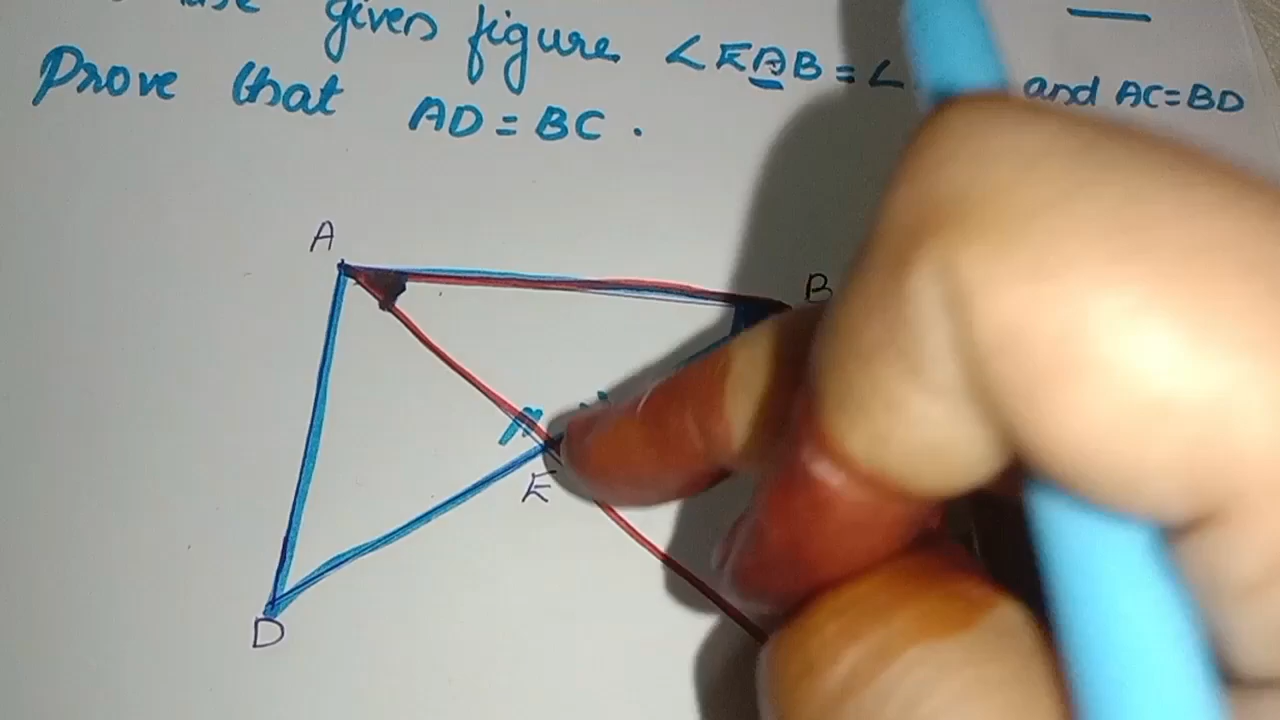 given figure ∠EAB = ∠ and AC=BD
Prove that AD = BC.
A
B
E
D